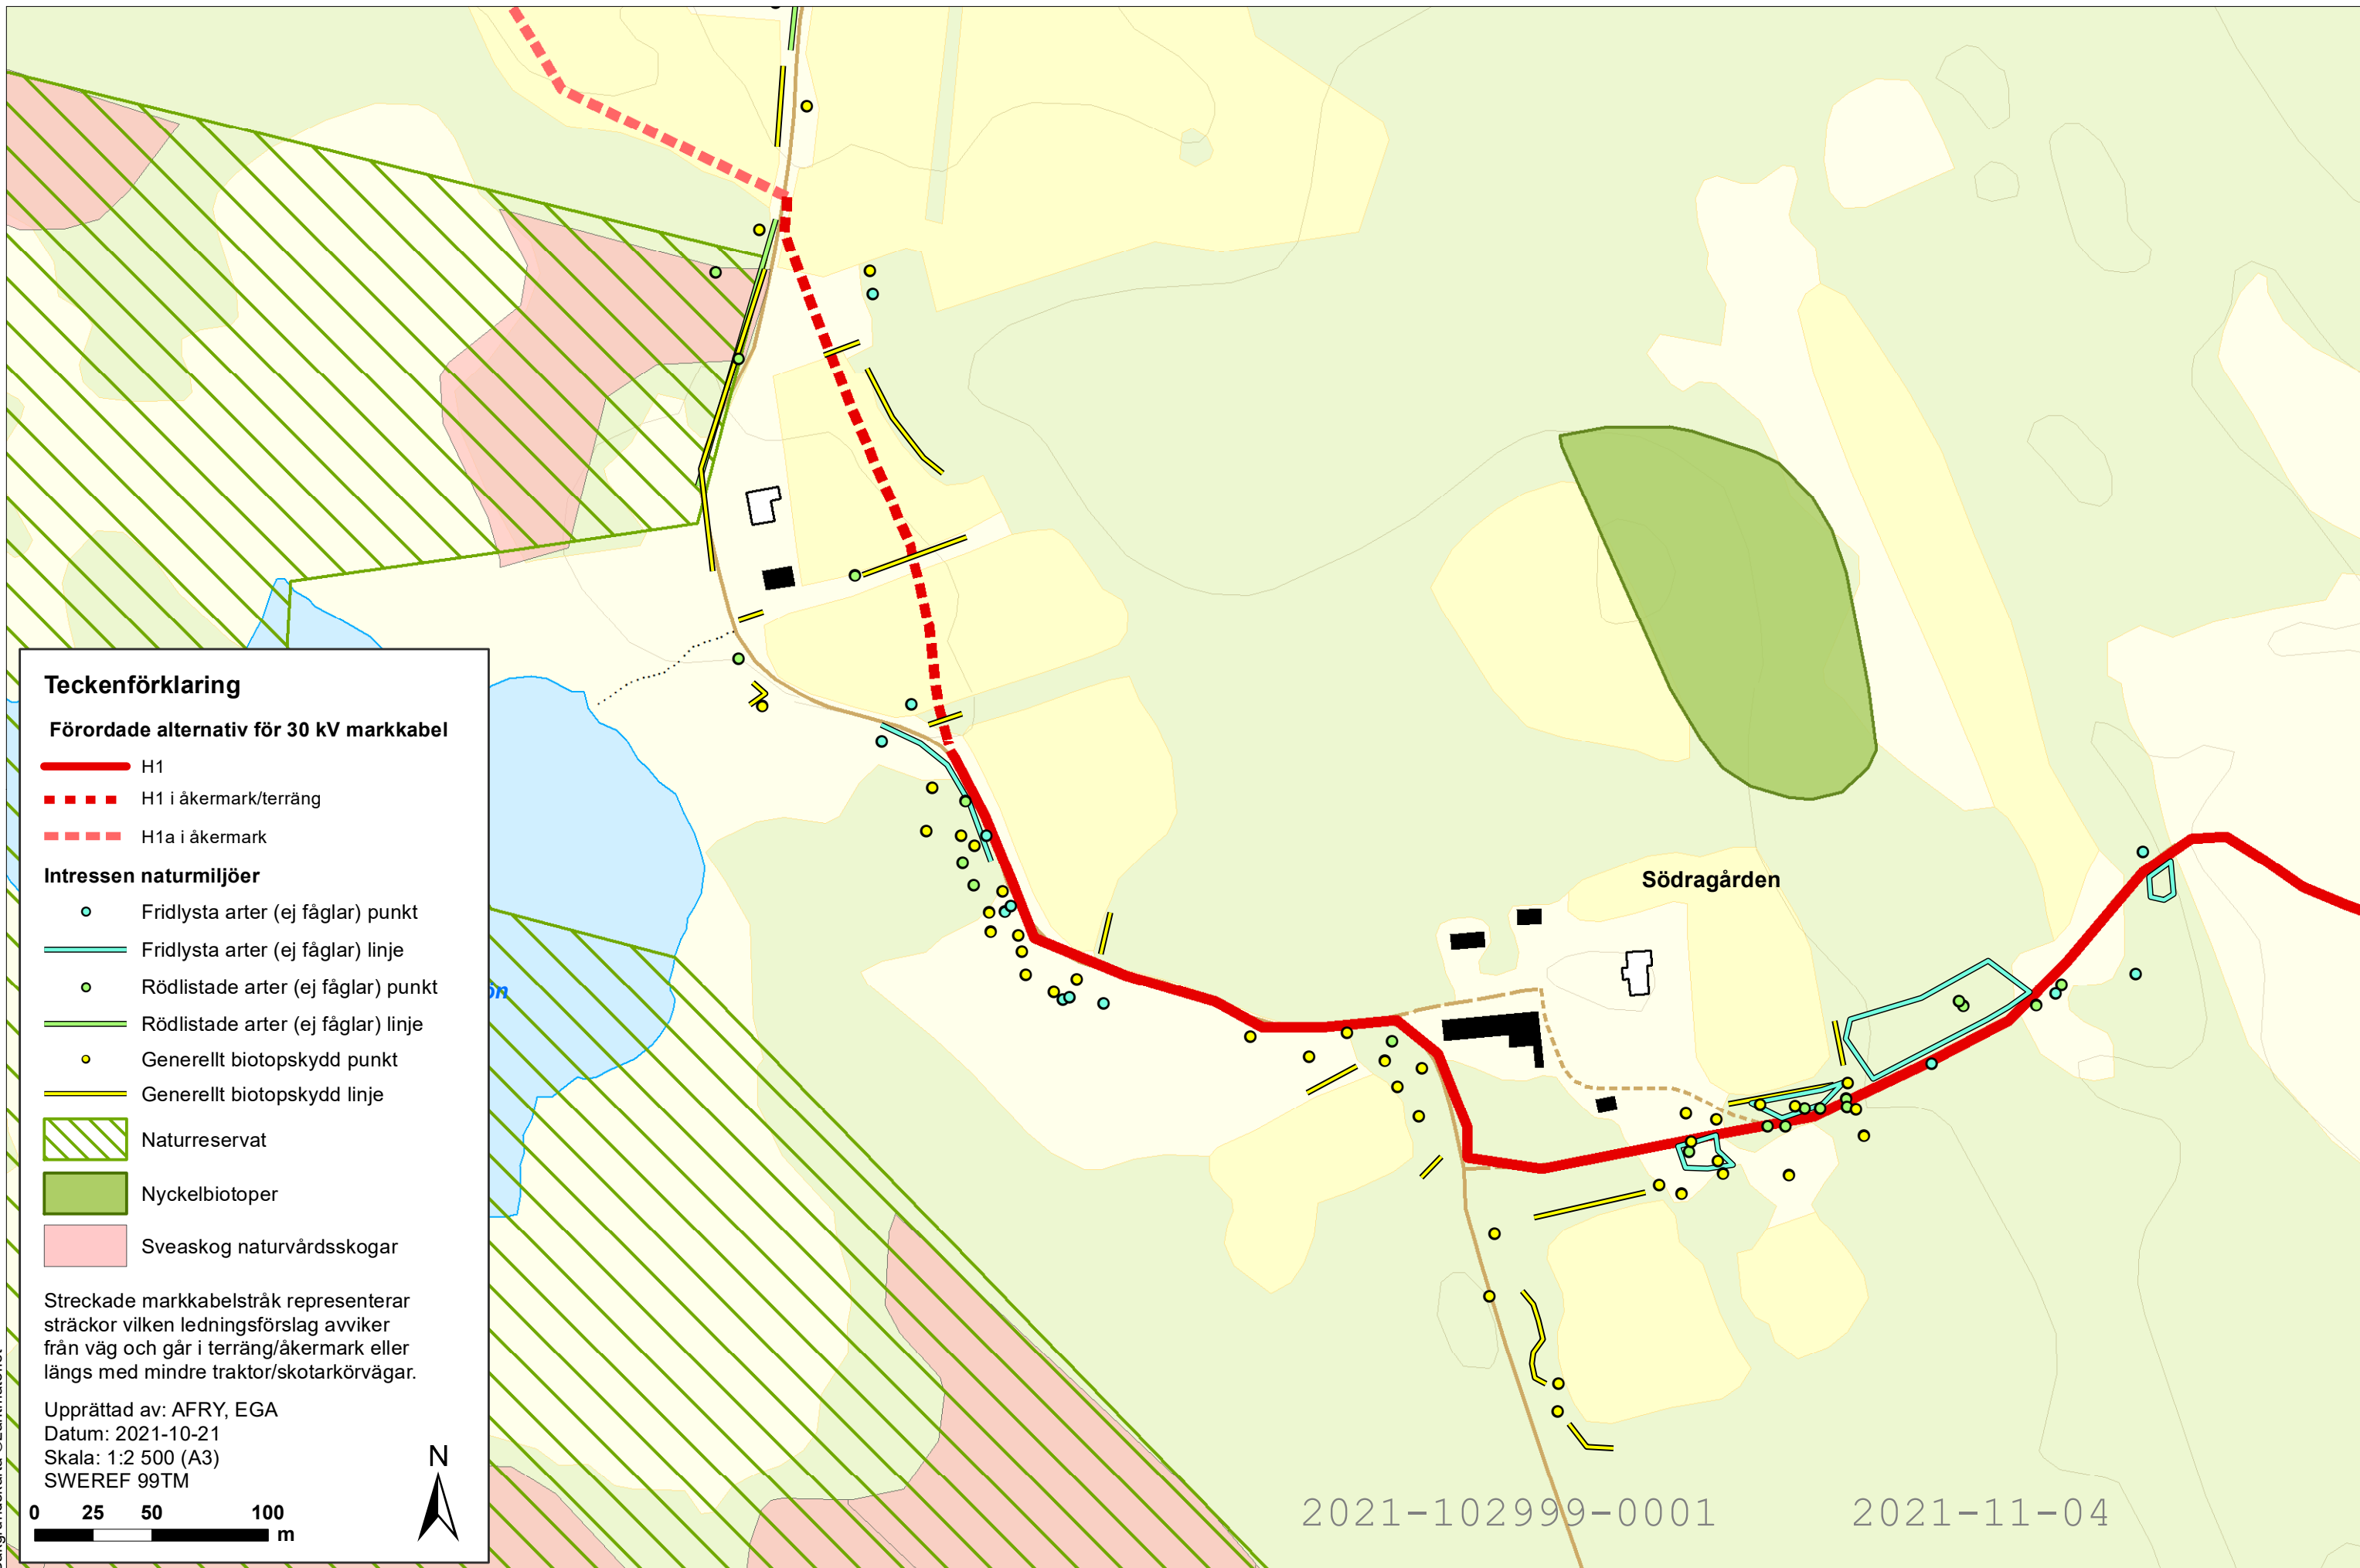 Teckenförklaring
Förordade alternativ för 30 kV markkabel
H1
H1 i åkermark/terräng
H1a i åkermark
Intressen naturmiljöer
Fridlysta arter (ej fåglar) punkt
Fridlysta arter (ej fåglar) linje
Rödlistade arter (ej fåglar) punkt
Rödlistade arter (ej fåglar) linje
Generellt biotopskydd punkt
Generellt biotopskydd linje
Naturreservat
Nyckelbiotoper
Sveaskog naturvårdsskogar
Streckade markkabelstråk representerar
sträckor vilken ledningsförslag avviker
från väg och går i terräng/åkermark eller
längs med mindre traktor/skotarkörvägar.
Upprättad av: AFRY, EGA
Datum: 2021-10-21
Skala: 1:2 500 (A3)
SWEREF 99TM
N
0 25 50 100
m
Södragården
2021-102999-0001 2021-11-04